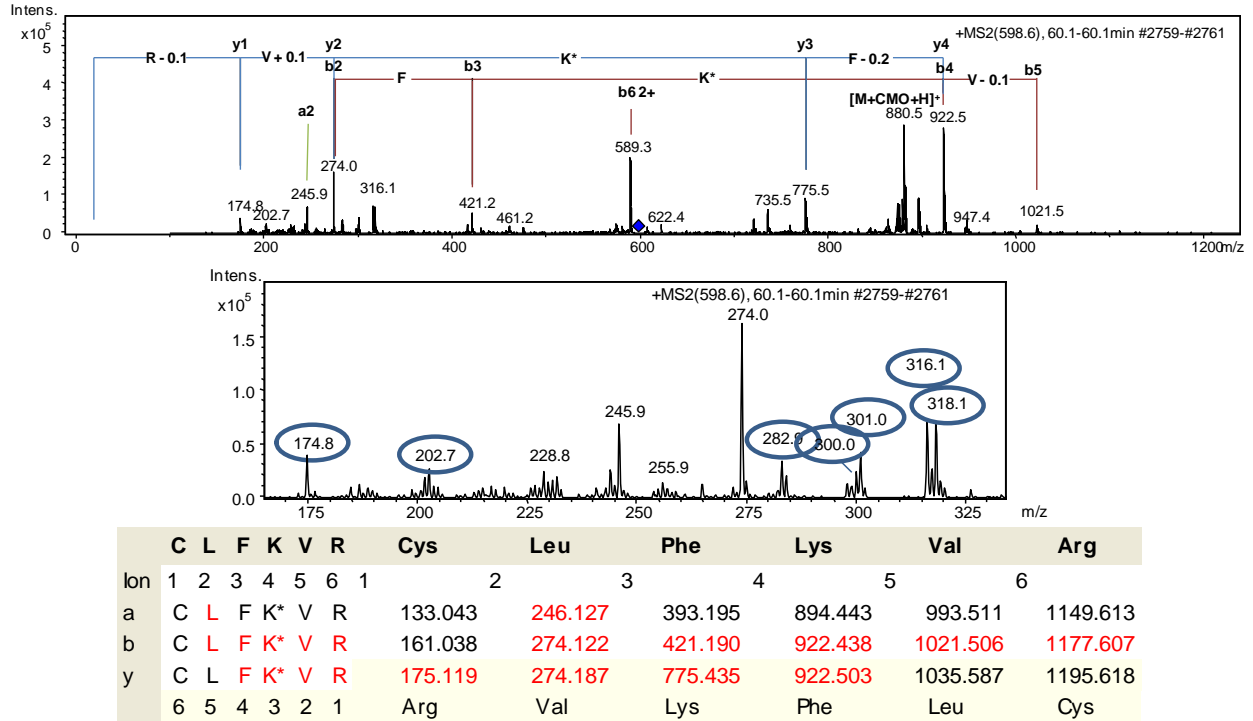 Intens.
x10⁵
+MS2(598.6), 60.1-60.1min #2759-#2761
5
4
3
2
1
0
R - 0.1 y1 V + 0.1 y2 K* y3 F - 0.2 y4
b2 F b3 K* b4 V - 0.1 b5
a2
b6 2+
[M+CMO+H]⁺
174.8
202.7
245.9
274.0
316.1
421.2
461.2
589.3
622.4
735.5
775.5
880.5
922.5
947.4
1021.5
0 200 400 600 800 1000 1200 m/z
Intens.
x10⁵
+MS2(598.6), 60.1-60.1min #2759-#2761
1.5
1.0
0.5
0.0
174.8
202.7
228.8
245.9
255.9
274.0
282.9
300.0
301.0
316.1
318.1
175 200 225 250 275 300 325 m/z
C L F K V R Cys Leu Phe Lys Val Arg
Ion 1 2 3 4 5 6 1 2 3 4 5 6
a C L F K* V R 133.043 246.127 393.195 894.443 993.511 1149.613
b C L F K* V R 161.038 274.122 421.190 922.438 1021.506 1177.607
y C L F K* V R 175.119 274.187 775.435 922.503 1035.587 1195.618
6 5 4 3 2 1 Arg Val Lys Phe Leu Cys